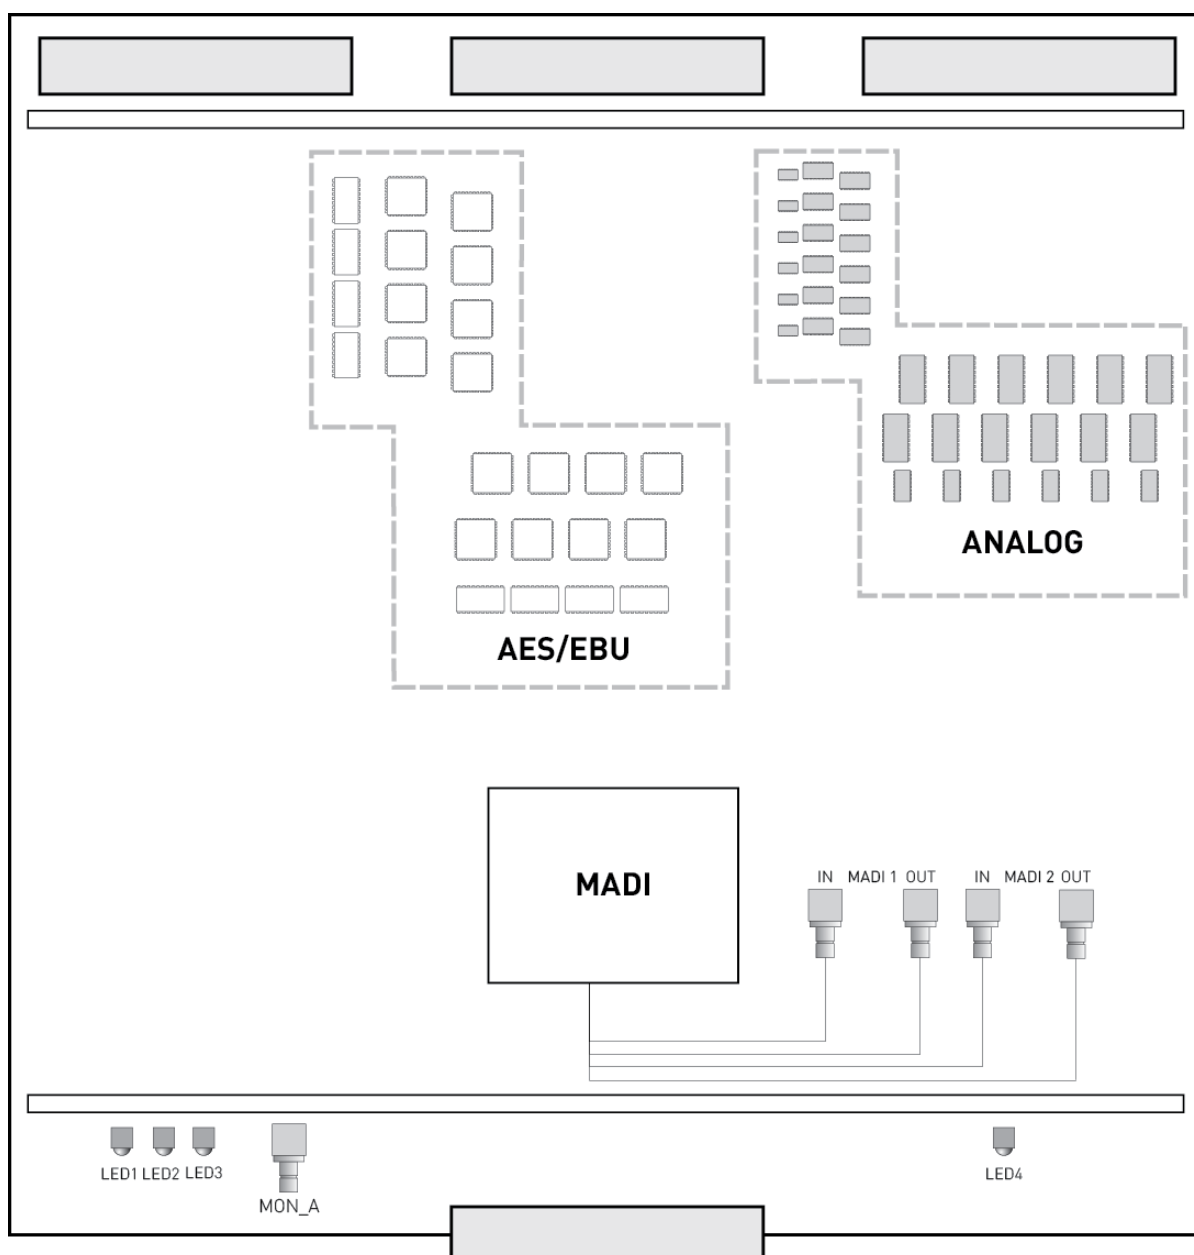 ANALOG
AES/EBU
MADI
IN MADI 1 OUT IN MADI 2 OUT
LED1 LED2 LED3 LED4
MON_A